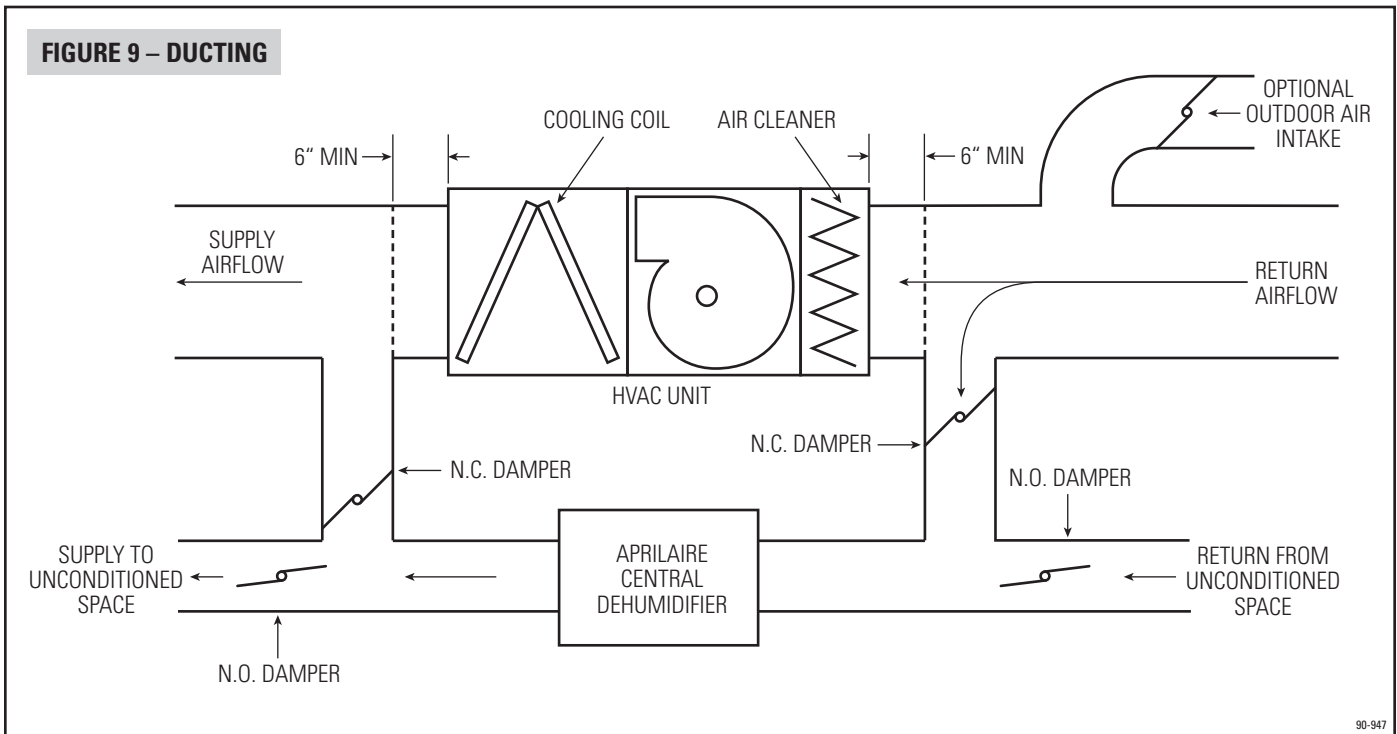 FIGURE 9 – DUCTING
OPTIONAL
OUTDOOR AIR
INTAKE
COOLING COIL
AIR CLEANER
6“ MIN
6“ MIN
SUPPLY
AIRFLOW
RETURN
AIRFLOW
HVAC UNIT
N.C. DAMPER
N.C. DAMPER
N.O. DAMPER
SUPPLY TO
UNCONDITIONED
SPACE
APRILAIRE
CENTRAL
DEHUMIDIFIER
RETURN FROM
UNCONDITIONED
SPACE
N.O. DAMPER
90-947